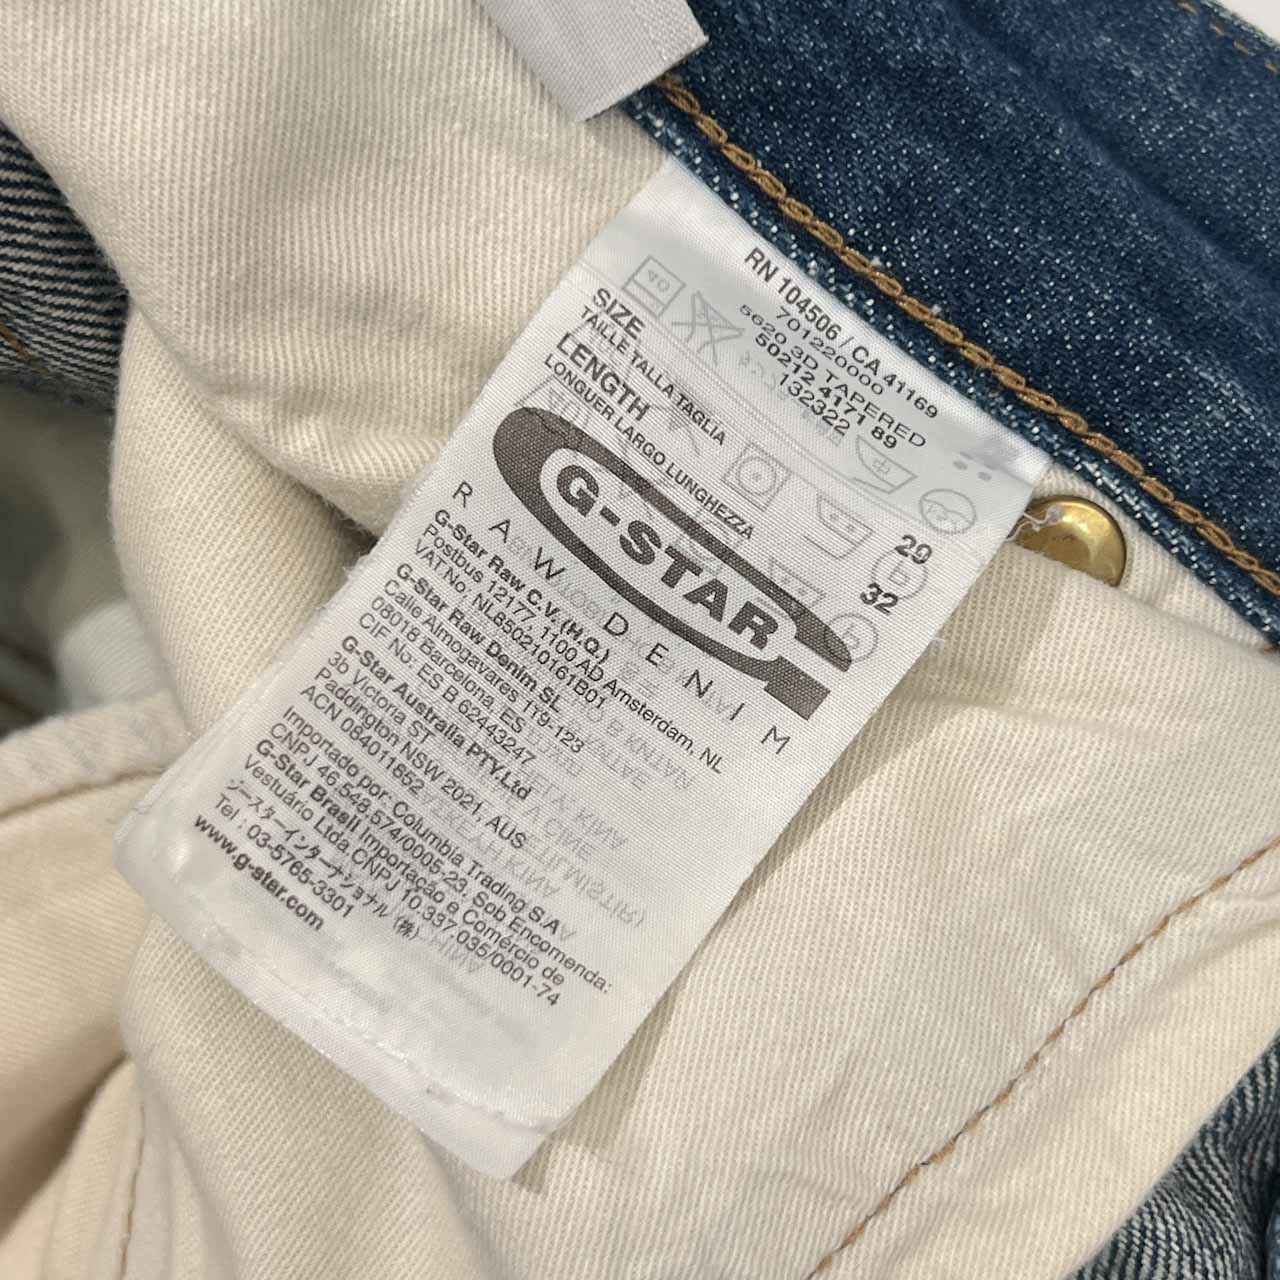 RN 104506 / CA 41169
701220000
5620 3D TAPERED
50212 4171 89
132322
SIZE 29
TAILLE TALLA TAGLIA
LENGTH 32
LONGUER LARGO LUNGHEZZA
G-STAR
RAW DENIM
G-Star Raw C.V. (H.Q.)
Postbus 12177, 1100 AD Amsterdam, NL
VAT No. NL850210161B01
G-Star Raw Denim SL
Calle Almogavares 119-123
08018 Barcelona, ES
CIF No: ES B 62443247
G-Star Australia PTY.Ltd
3b Victoria ST
Paddington NSW 2021, AUS
ACN 084011652
Importado por: Columbia Trading S.A
CNPJ 46.548.574/0005-23, Sob Encomenda:
G-Star Brasil Importação e Comércio de
Vestuário Ltda.CNPJ 10.337.035/0001-74
ジースターインターナショナル (株)
Tel : 03-5765-3301
www.g-star.com